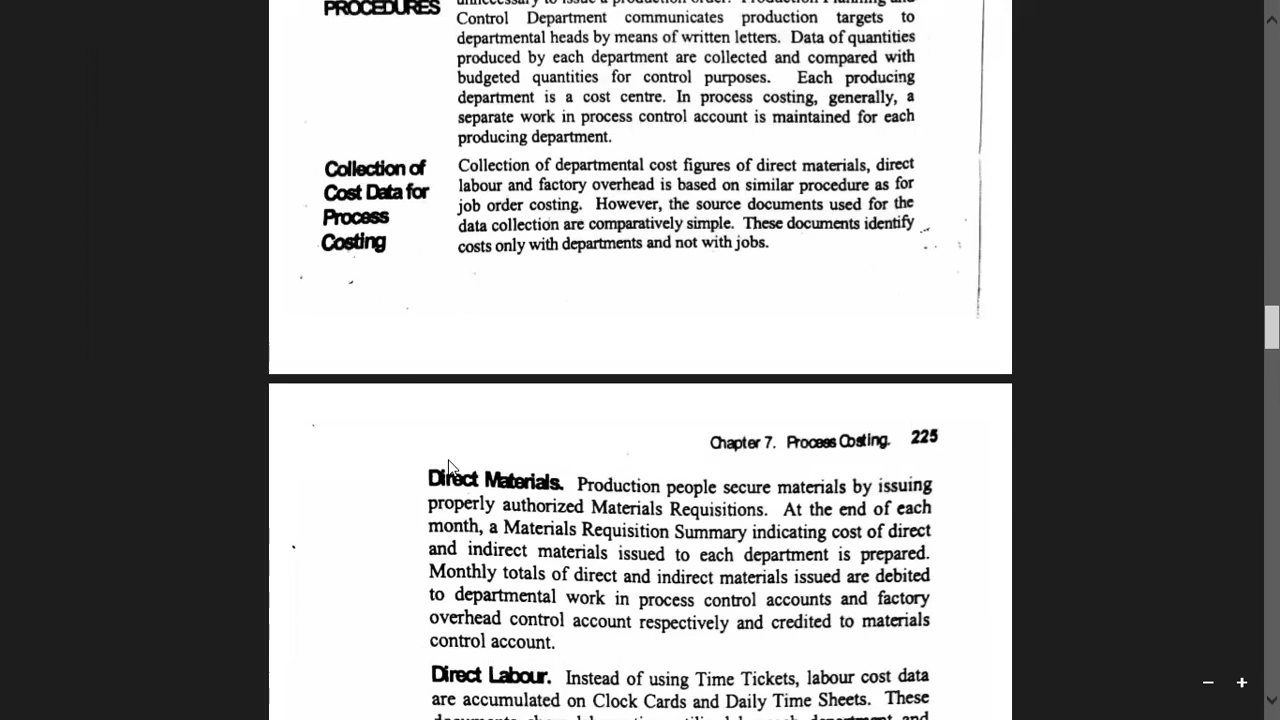 PROCEDURES
unnecessary to issue a production order. Production Planning and
Control Department communicates production targets to
departmental heads by means of written letters. Data of quantities
produced by each department are collected and compared with
budgeted quantities for control purposes. Each producing
department is a cost centre. In process costing, generally, a
separate work in process control account is maintained for each
producing department.
Collection of
Cost Data for
Process
Costing
Collection of departmental cost figures of direct materials, direct
labour and factory overhead is based on similar procedure as for
job order costing. However, the source documents used for the
data collection are comparatively simple. These documents identify
costs only with departments and not with jobs.
Chapter 7. Process Costing. 225
Direct Materials. Production people secure materials by issuing
properly authorized Materials Requisitions. At the end of each
month, a Materials Requisition Summary indicating cost of direct
and indirect materials issued to each department is prepared.
Monthly totals of direct and indirect materials issued are debited
to departmental work in process control accounts and factory
overhead control account respectively and credited to materials
control account.
Direct Labour. Instead of using Time Tickets, labour cost data
are accumulated on Clock Cards and Daily Time Sheets. These